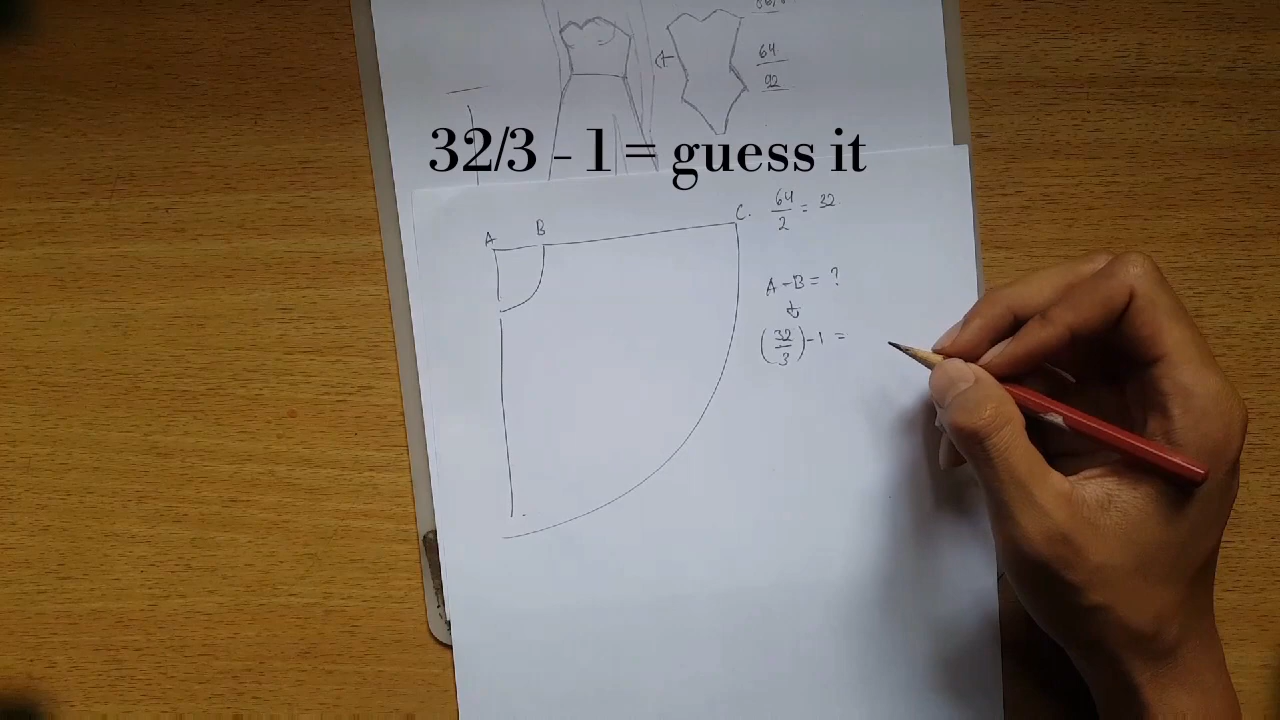 64
92
32/3 - 1 = guess it
A B C.
64/2 = 32
A - B = ?
(32/3) - 1 =